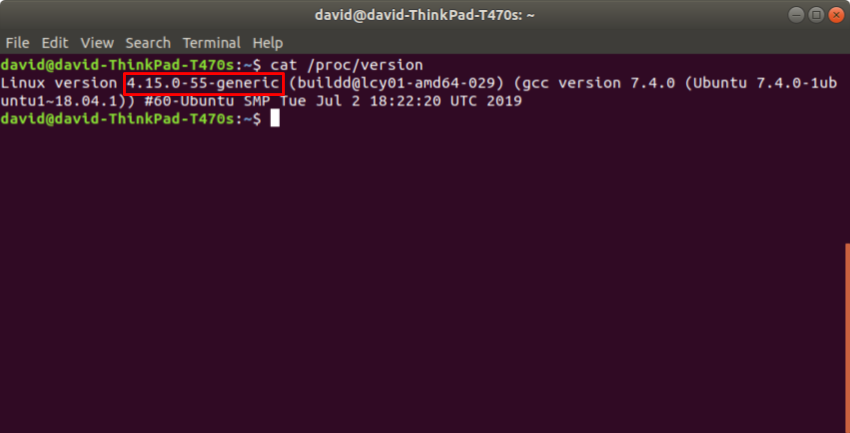 david@david-ThinkPad-T470s: ~
File Edit View Search Terminal Help
david@david-ThinkPad-T470s:~$ cat /proc/version
Linux version 4.15.0-55-generic (buildd@lcy01-amd64-029) (gcc version 7.4.0 (Ubuntu 7.4.0-1ub
untu1~18.04.1)) #60-Ubuntu SMP Tue Jul 2 18:22:20 UTC 2019
david@david-ThinkPad-T470s:~$